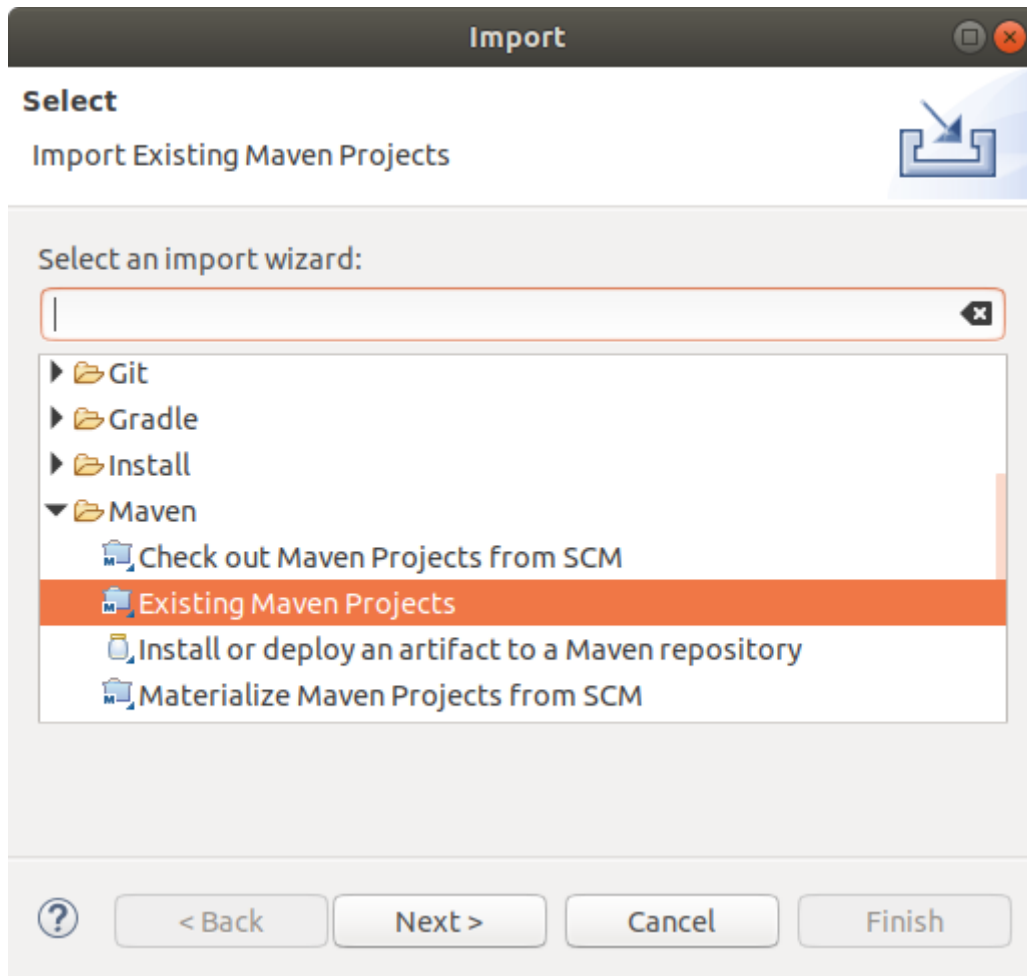 Import
Select
Import Existing Maven Projects
Select an import wizard:
Git
Gradle
Install
Maven
Check out Maven Projects from SCM
Existing Maven Projects
Install or deploy an artifact to a Maven repository
Materialize Maven Projects from SCM
? < Back Next > Cancel Finish